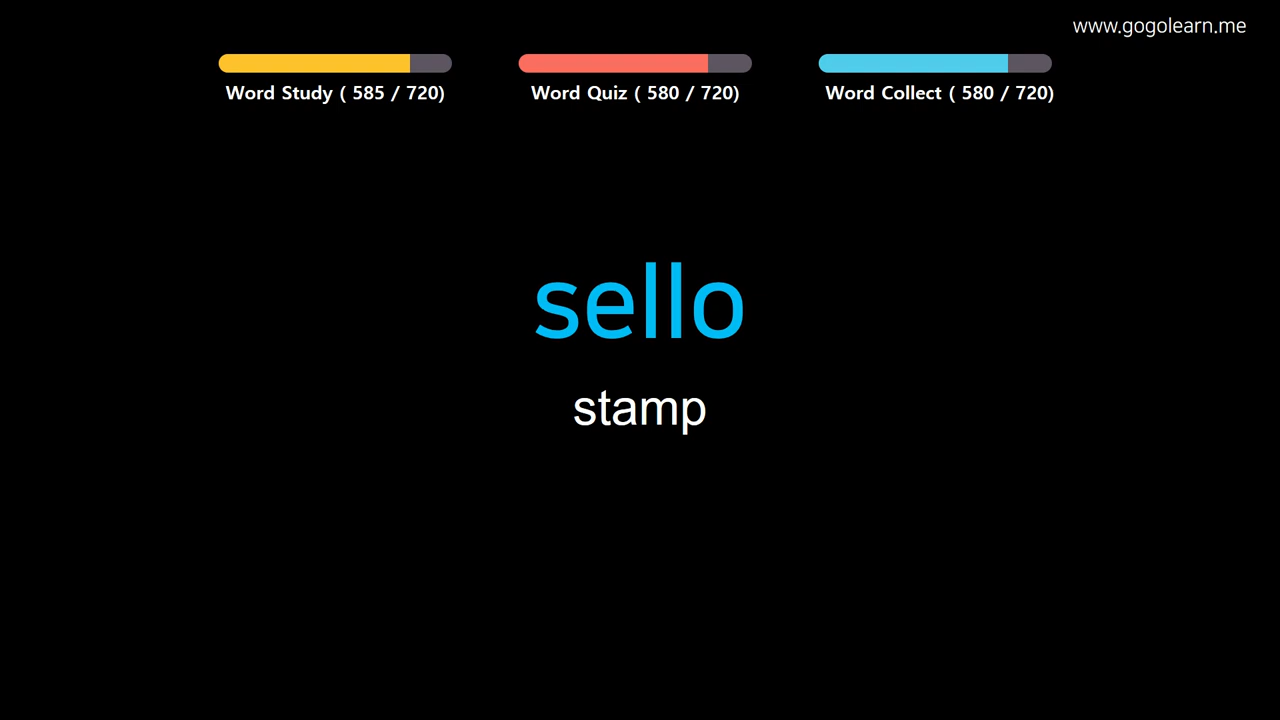 www.gogolearn.me
Word Study ( 585 / 720)
Word Quiz ( 580 / 720)
Word Collect ( 580 / 720)
sello
stamp